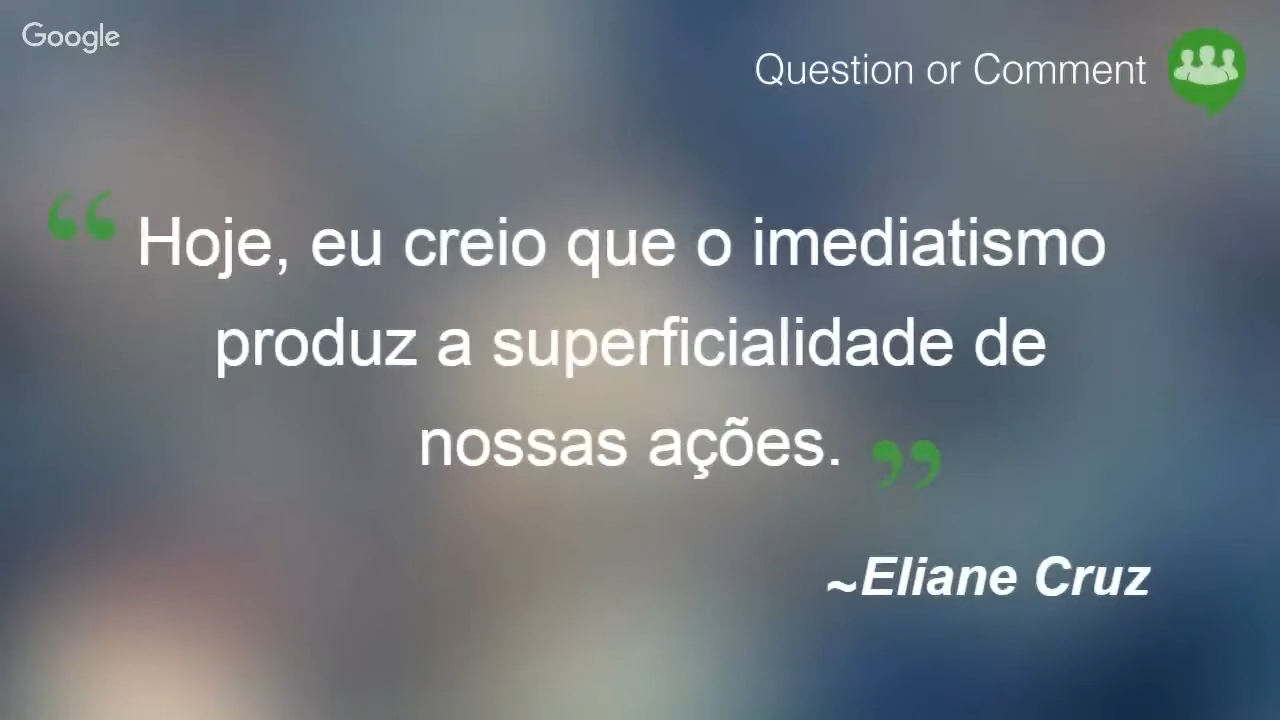 Google
Question or Comment
“ Hoje, eu creio que o imediatismo
produz a superficialidade de
nossas ações. ”
~Eliane Cruz